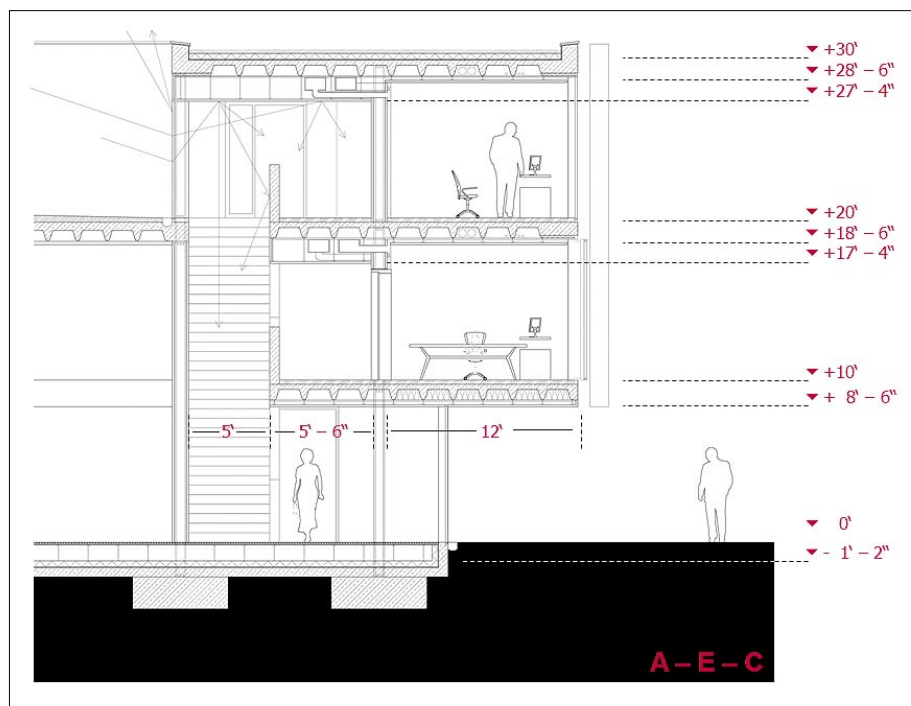 +30‛
+28‛ – 6‟
+27‛ – 4‟
+20‛
+18‛ – 6‟
+17‛ – 4‟
+10‛
+ 8‛ – 6‟
5‛ 5‛ – 6‟ 12‛
0‛
- 1‛ – 2‟
A – E – C